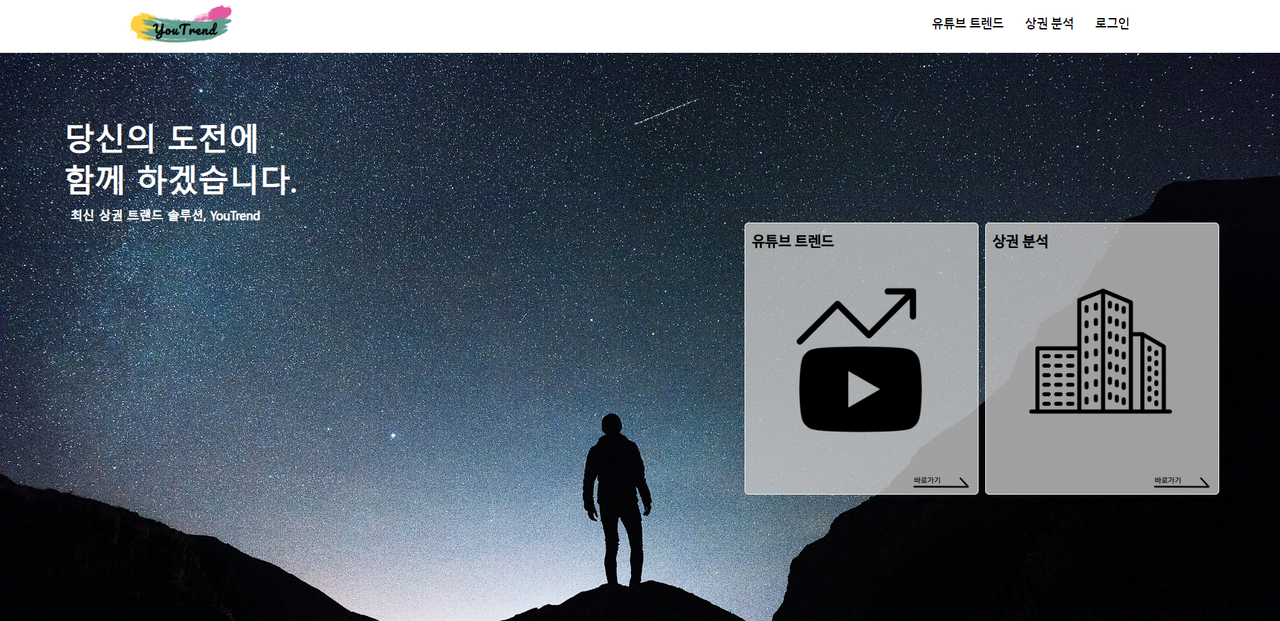 YouTrend
유튜브 트렌드
상권 분석
로그인
당신의 도전에
함께 하겠습니다.
최신 상권 트랜드 솔루션, YouTrend
유튜브 트렌드
상권 분석
바로가기
바로가기